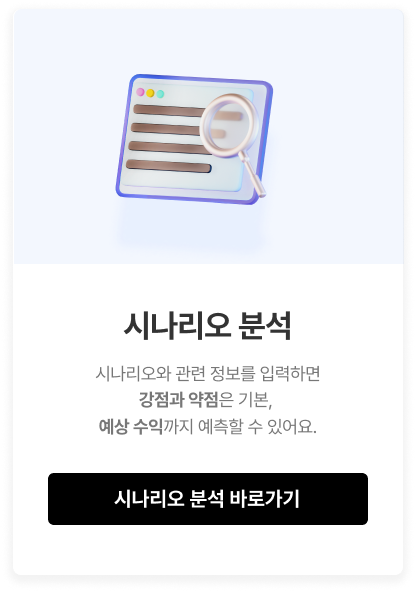 시나리오 분석
시나리오와 관련 정보를 입력하면
강점과 약점은 기본,
예상 수익까지 예측할 수 있어요.
시나리오 분석 바로가기